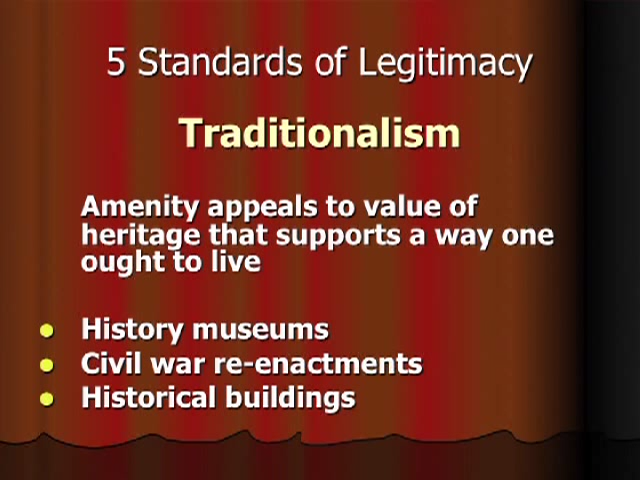 5 Standards of Legitimacy
Traditionalism
Amenity appeals to value of
heritage that supports a way one
ought to live
History museums
Civil war re-enactments
Historical buildings